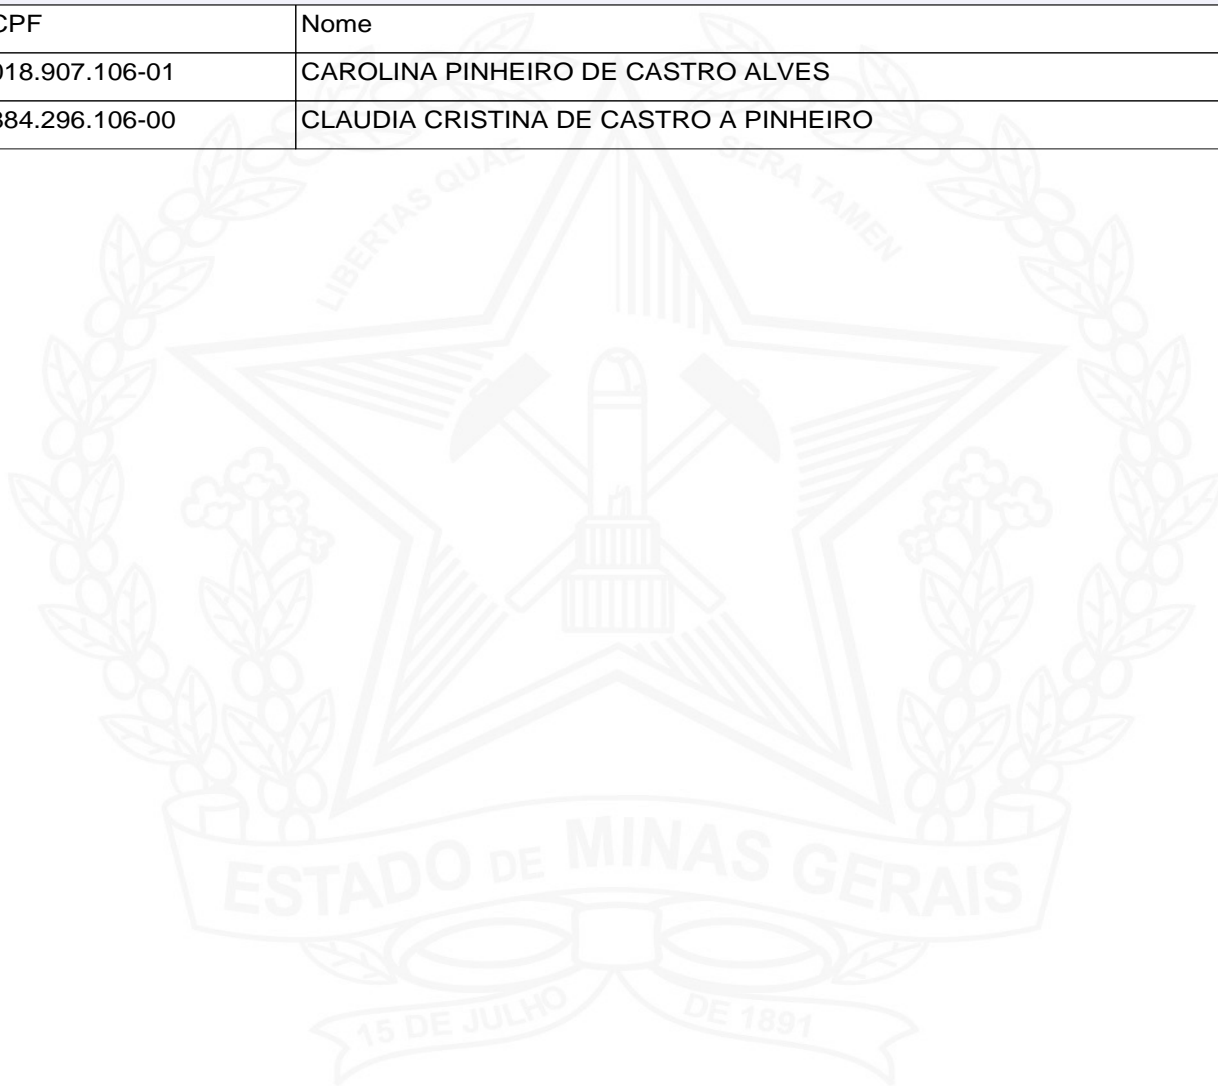 CPF Nome
018.907.106-01 CAROLINA PINHEIRO DE CASTRO ALVES
884.296.106-00 CLAUDIA CRISTINA DE CASTRO A PINHEIRO
LIBERTAS QUAE SERA TAMEN
ESTADO DE MINAS GERAIS
15 DE JULHO DE 1891